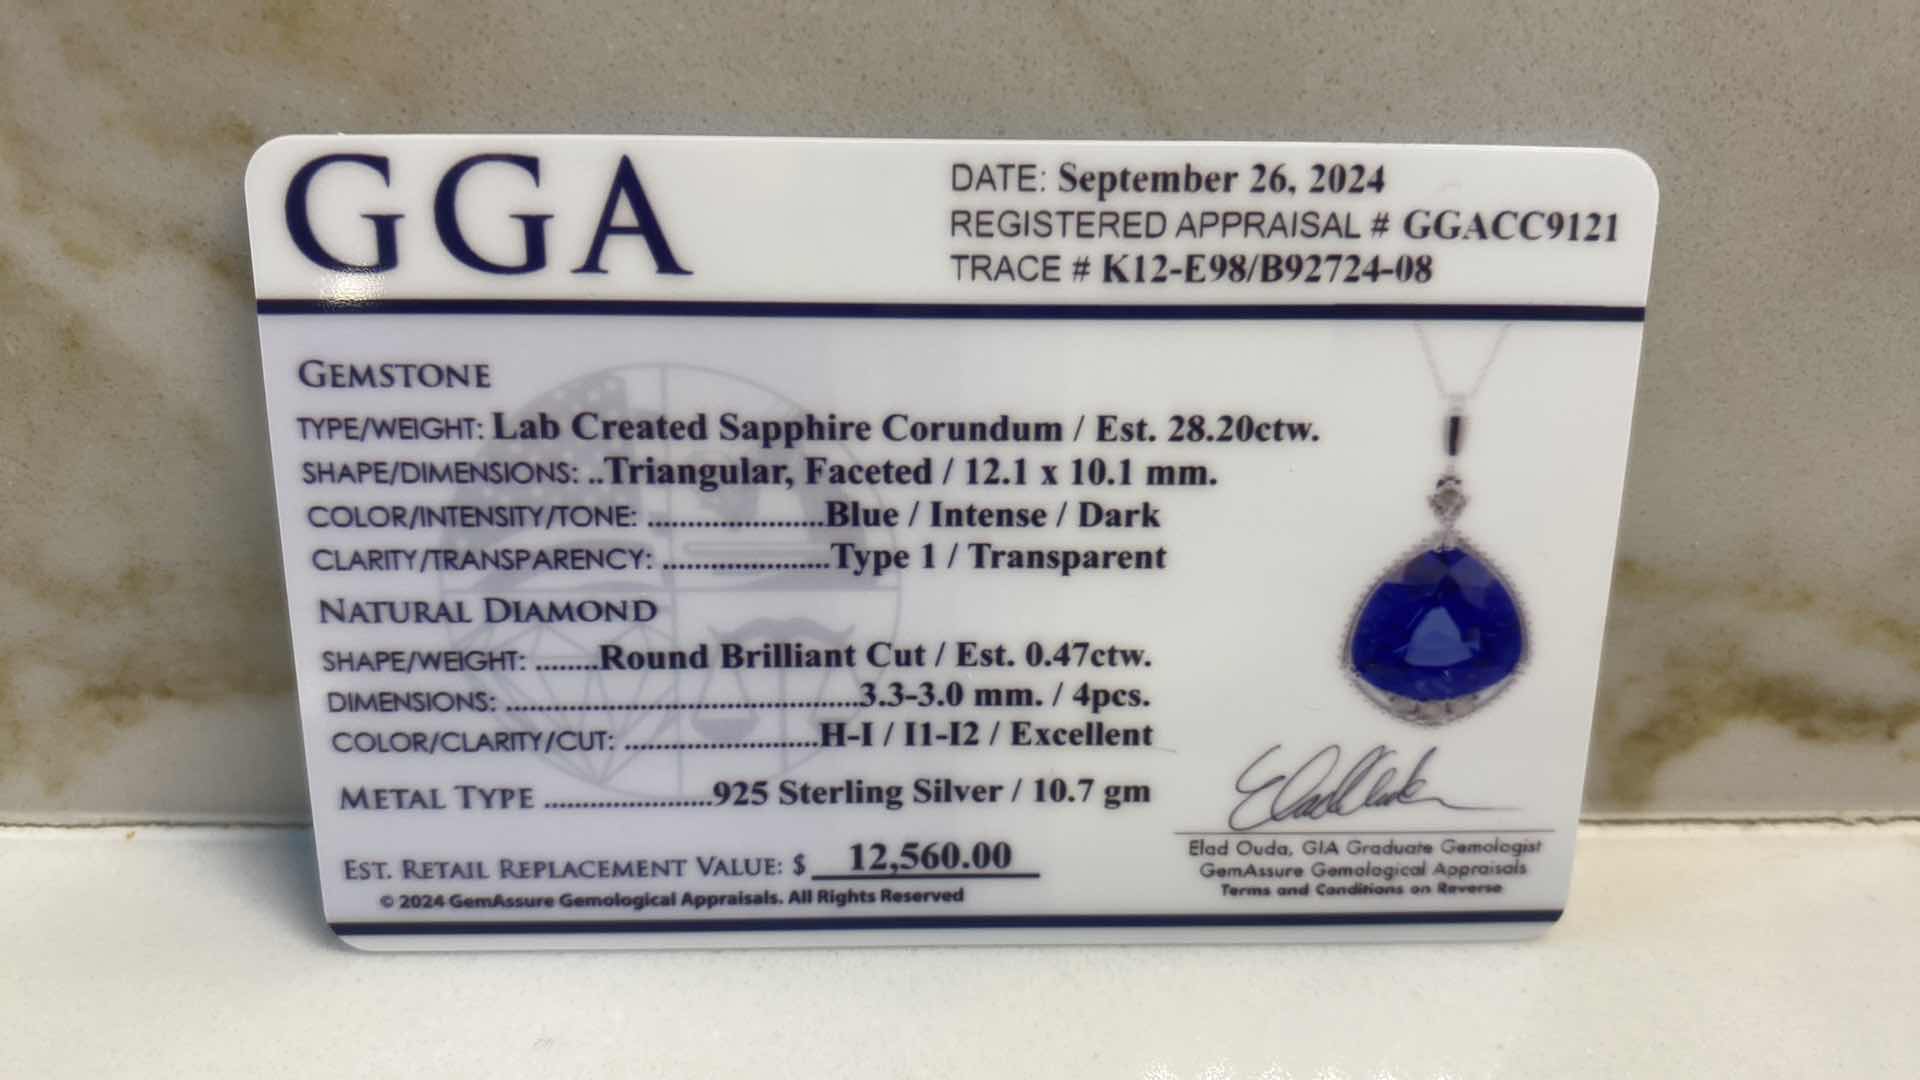 GGA
DATE: September 26, 2024
REGISTERED APPRAISAL # GGACC9121
TRACE # K12-E98/B92724-08
GEMSTONE
TYPE/WEIGHT: Lab Created Sapphire Corundum / Est. 28.20ctw.
SHAPE/DIMENSIONS: ..Triangular, Faceted / 12.1 x 10.1 mm.
COLOR/INTENSITY/TONE: ......................Blue / Intense / Dark
CLARITY/TRANSPARENCY: .....................Type 1 / Transparent
NATURAL DIAMOND
SHAPE/WEIGHT: ........Round Brilliant Cut / Est. 0.47ctw.
DIMENSIONS: ............................................3.3-3.0 mm. / 4pcs.
COLOR/CLARITY/CUT: ........................H-I / I1-I2 / Excellent
METAL TYPE .....................925 Sterling Silver / 10.7 gm
EST. RETAIL REPLACEMENT VALUE: $ 12,560.00
© 2024 GemAssure Gemological Appraisals. All Rights Reserved
Elad Ouda, GIA Graduate Gemologist
GemAssure Gemological Appraisals
Terms and Conditions on Reverse